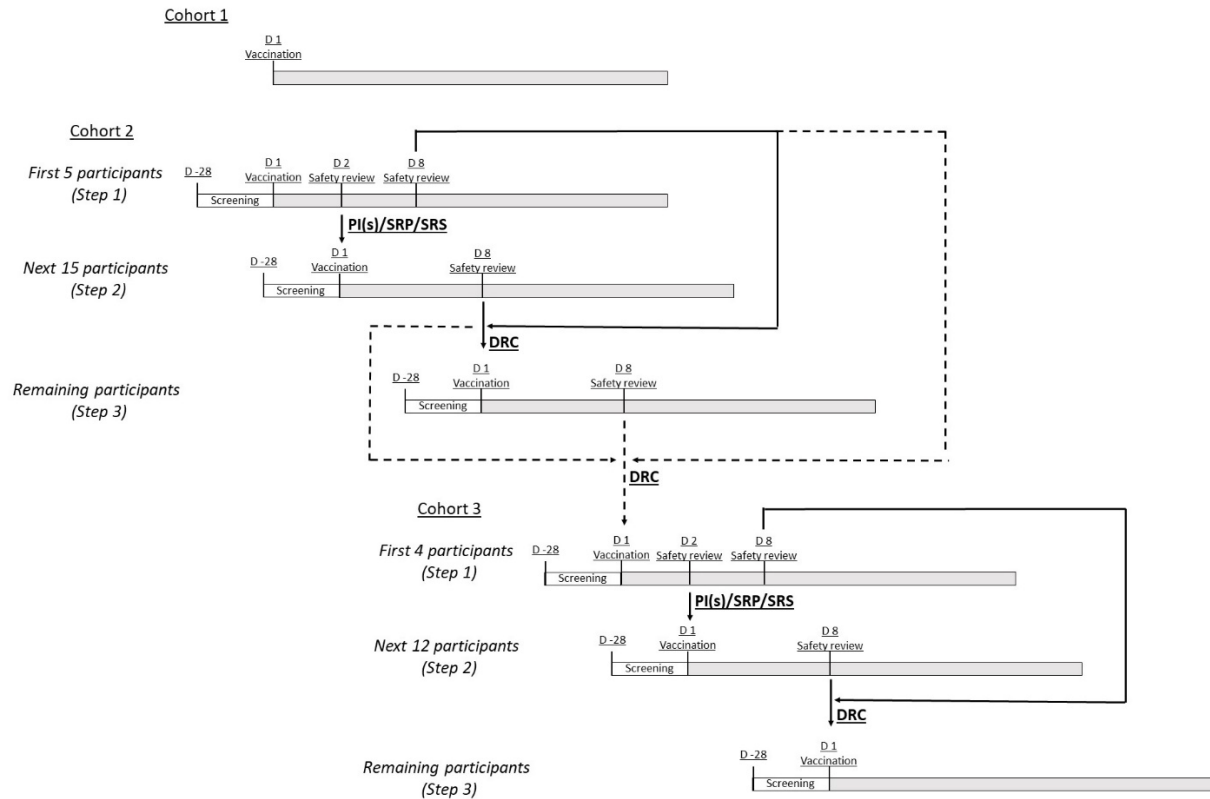 Cohort 1
D 1
Vaccination
Cohort 2
First 5 participants
(Step 1)
D -28
D 1
Vaccination
D 2
Safety review
D 8
Safety review
Screening
PI(s)/SRP/SRS
Next 15 participants
(Step 2)
D -28
D 1
Vaccination
D 8
Safety review
Screening
DRC
Remaining participants
(Step 3)
D -28
D 1
Vaccination
D 8
Safety review
Screening
DRC
Cohort 3
First 4 participants
(Step 1)
D -28
D 1
Vaccination
D 2
Safety review
D 8
Safety review
Screening
PI(s)/SRP/SRS
Next 12 participants
(Step 2)
D -28
D 1
Vaccination
D 8
Safety review
Screening
DRC
Remaining participants
(Step 3)
D -28
D 1
Vaccination
Screening